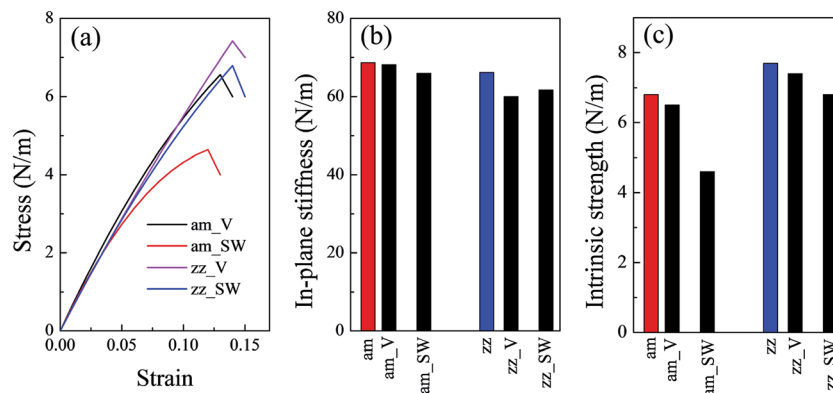 (a)
Stress (N/m)
8
6
4
2
0
0.00 0.05 0.10 0.15
Strain
am_V
am_SW
zz_V
zz_SW
(b)
In-plane stiffness (N/m)
80
60
40
20
0
am
am_V
am_SW
zz
zz_V
zz_SW
(c)
Intrinsic strength (N/m)
8
6
4
2
0
am
am_V
am_SW
zz
zz_V
zz_SW